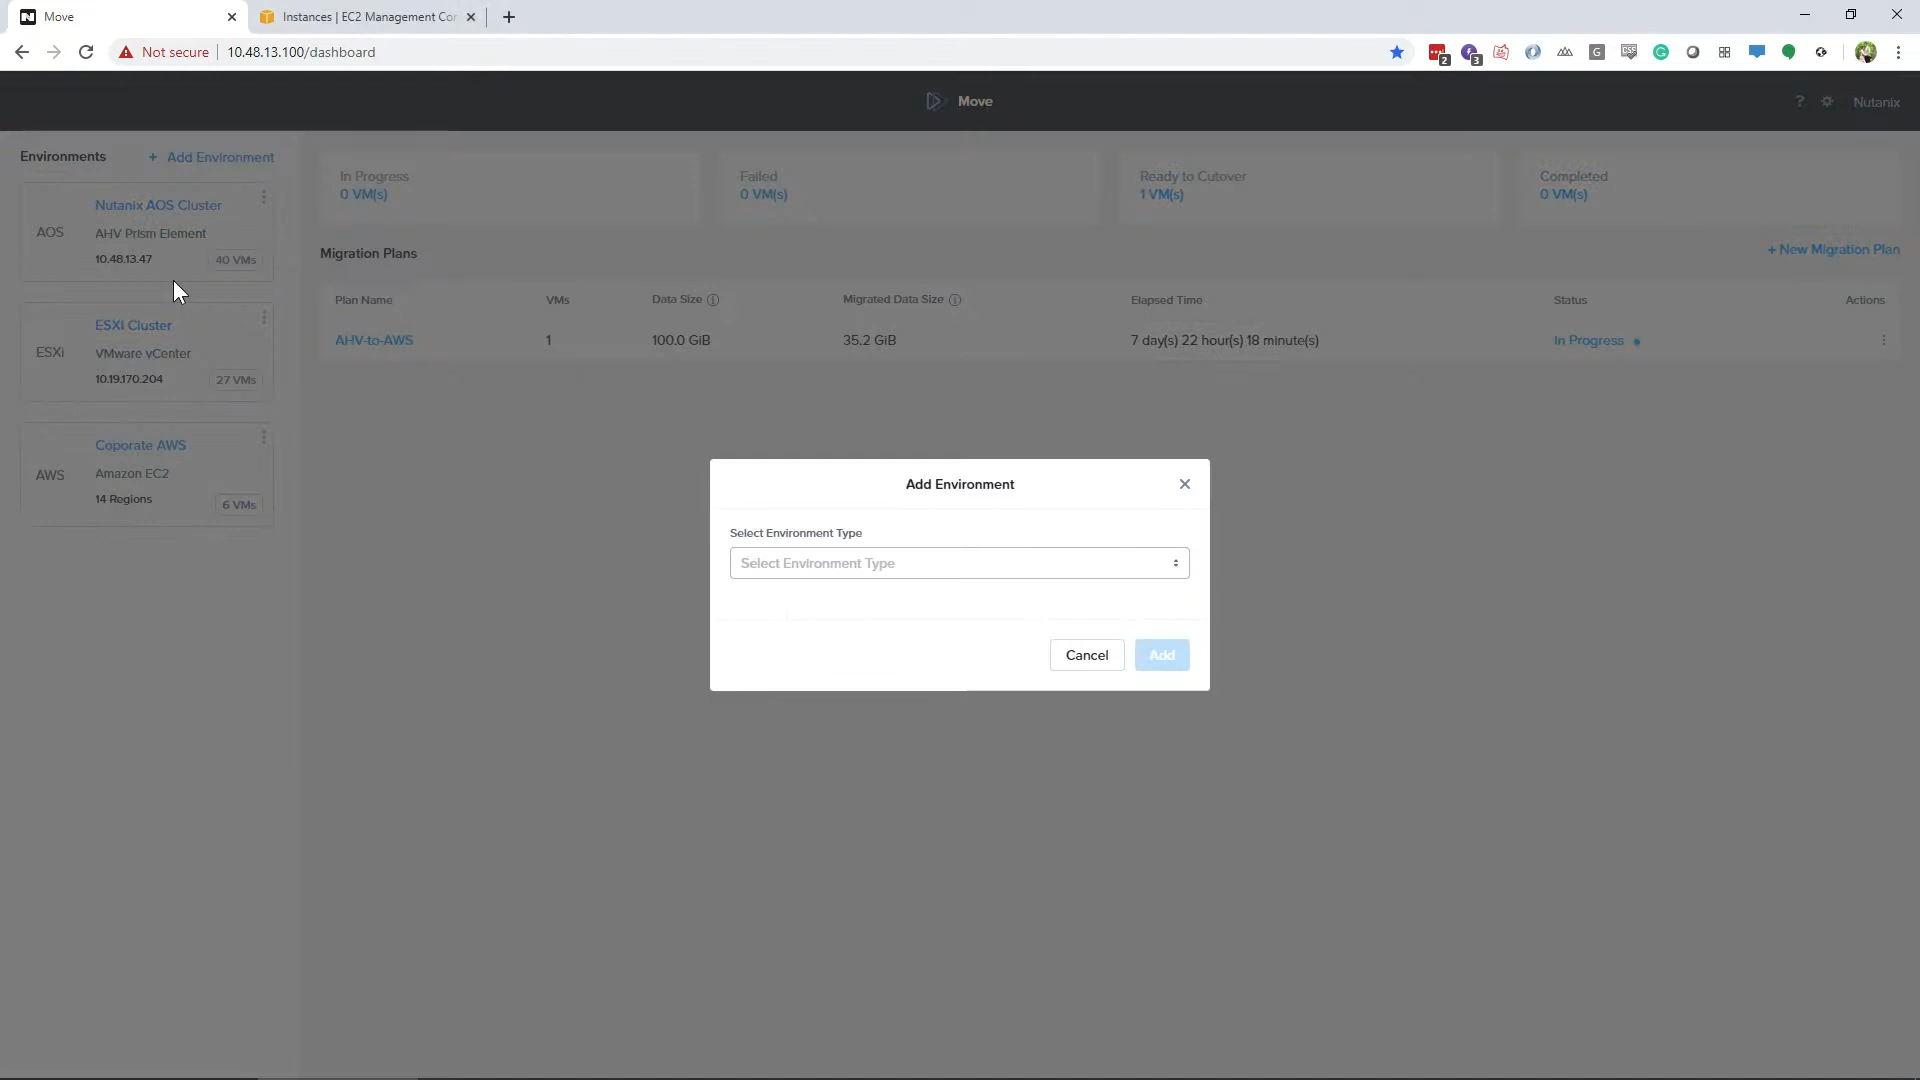 Move
Instances | EC2 Management Cor
Not secure
10.48.13.100/dashboard
2
3
G
CSS
G
Move
?
Nutanix
Environments
+ Add Environment
In Progress
0 VM(s)
Failed
0 VM(s)
Ready to Cutover
1 VM(s)
Completed
0 VM(s)
AOS
Nutanix AOS Cluster
AHV Prism Element
10.48.13.47
40 VMs
Migration Plans
+ New Migration Plan
Plan Name
VMs
Data Size
Migrated Data Size
Elapsed Time
Status
Actions
AHV-to-AWS
1
100.0 GiB
35.2 GiB
7 day(s) 22 hour(s) 18 minute(s)
In Progress
ESXi
ESXI Cluster
VMware vCenter
10.19.170.204
27 VMs
AWS
Coporate AWS
Amazon EC2
14 Regions
6 VMs
Add Environment
Select Environment Type
Select Environment Type
Cancel
Add